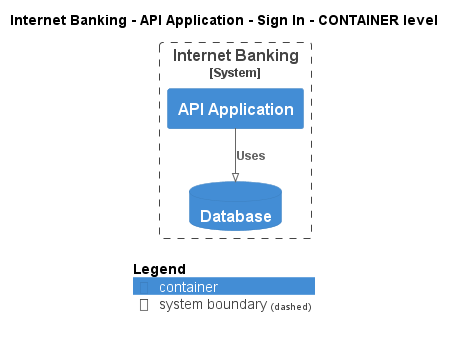 Internet Banking - API Application - Sign In - CONTAINER level
Internet Banking
[System]
API Application
Uses
Database
Legend
container
system boundary (dashed)